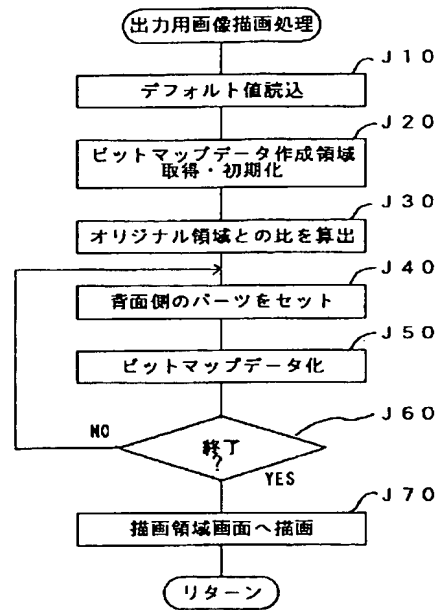 出力用画像描画処理
J10
デフォルト値読込
J20
ビットマップデータ作成領域
取得・初期化
J30
オリジナル領域との比を算出
J40
背面側のパーツをセット
J50
ビットマップデータ化
J60
終了
?
NO
YES
J70
描画領域画面へ描画
リターン